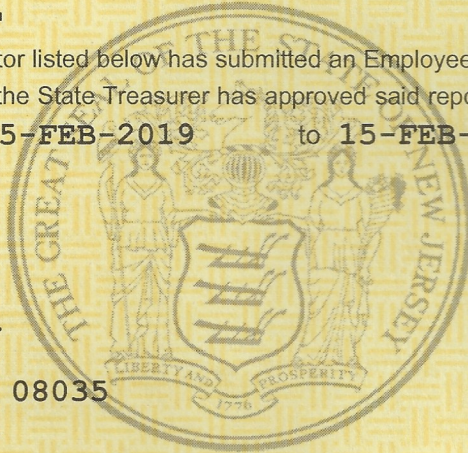 tor listed below has submitted an Employee
the State Treasurer has approved said repo
5-FEB-2019 to 15-FEB-
THE GREAT SEAL OF THE STATE OF NEW JERSEY
LIBERTY AND PROSPERITY
1776
08035